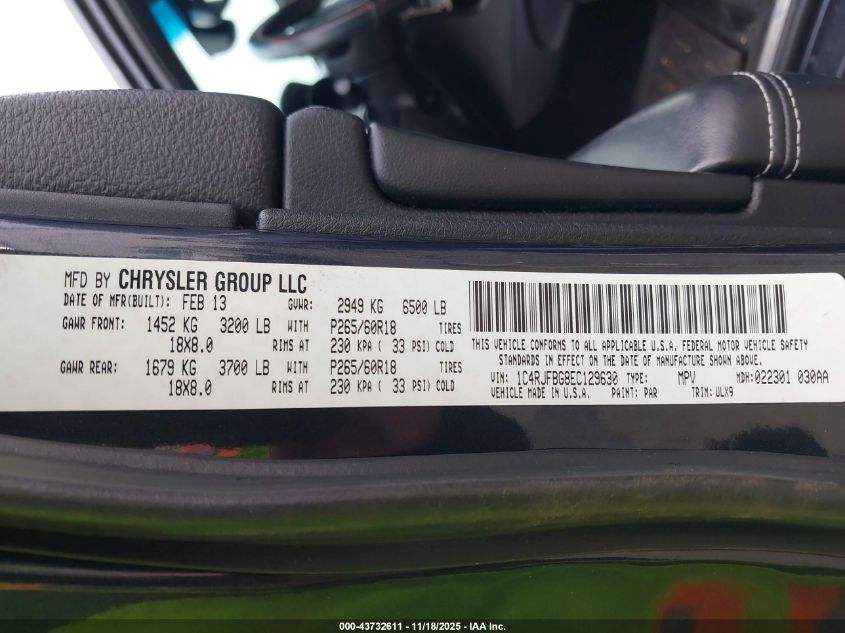 MFD BY CHRYSLER GROUP LLC
DATE OF MFR(BUILT): FEB 13 GVWR: 2949 KG 6500 LB
GAWR FRONT: 1452 KG 3200 LB WITH P265/60R18 TIRES
18X8.0 RIMS AT 230 KPA ( 33 PSI) COLD
GAWR REAR: 1679 KG 3700 LB WITH P265/60R18 TIRES
18X8.0 RIMS AT 230 KPA ( 33 PSI) COLD
THIS VEHICLE CONFORMS TO ALL APPLICABLE U.S.A. FEDERAL MOTOR VEHICLE SAFETY
STANDARDS IN EFFECT ON THE DATE OF MANUFACTURE SHOWN ABOVE.
VIN: 1C4RJFBG8EC129630 TYPE: MPV MDH:022301 030AA
VEHICLE MADE IN U.S.A. PAINT: PAR TRIM: ULX9
000-43732611 - 11/18/2025 - IAA Inc.